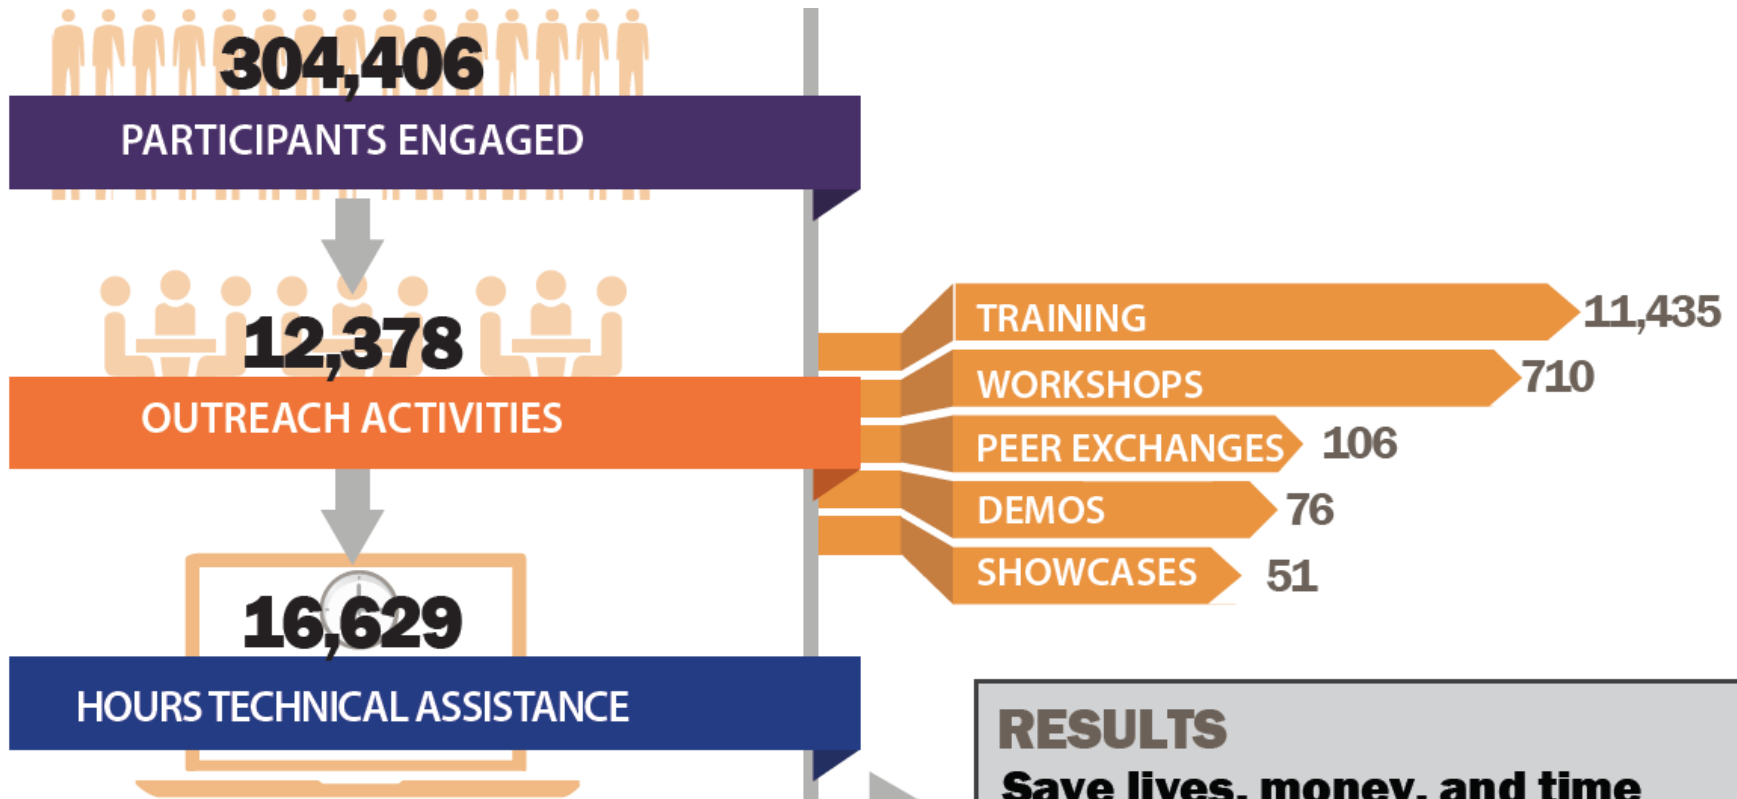 304,406
PARTICIPANTS ENGAGED
12,378
OUTREACH ACTIVITIES
TRAINING 11,435
WORKSHOPS 710
PEER EXCHANGES 106
DEMOS 76
SHOWCASES 51
16,629
HOURS TECHNICAL ASSISTANCE
RESULTS
Save lives, money, and time